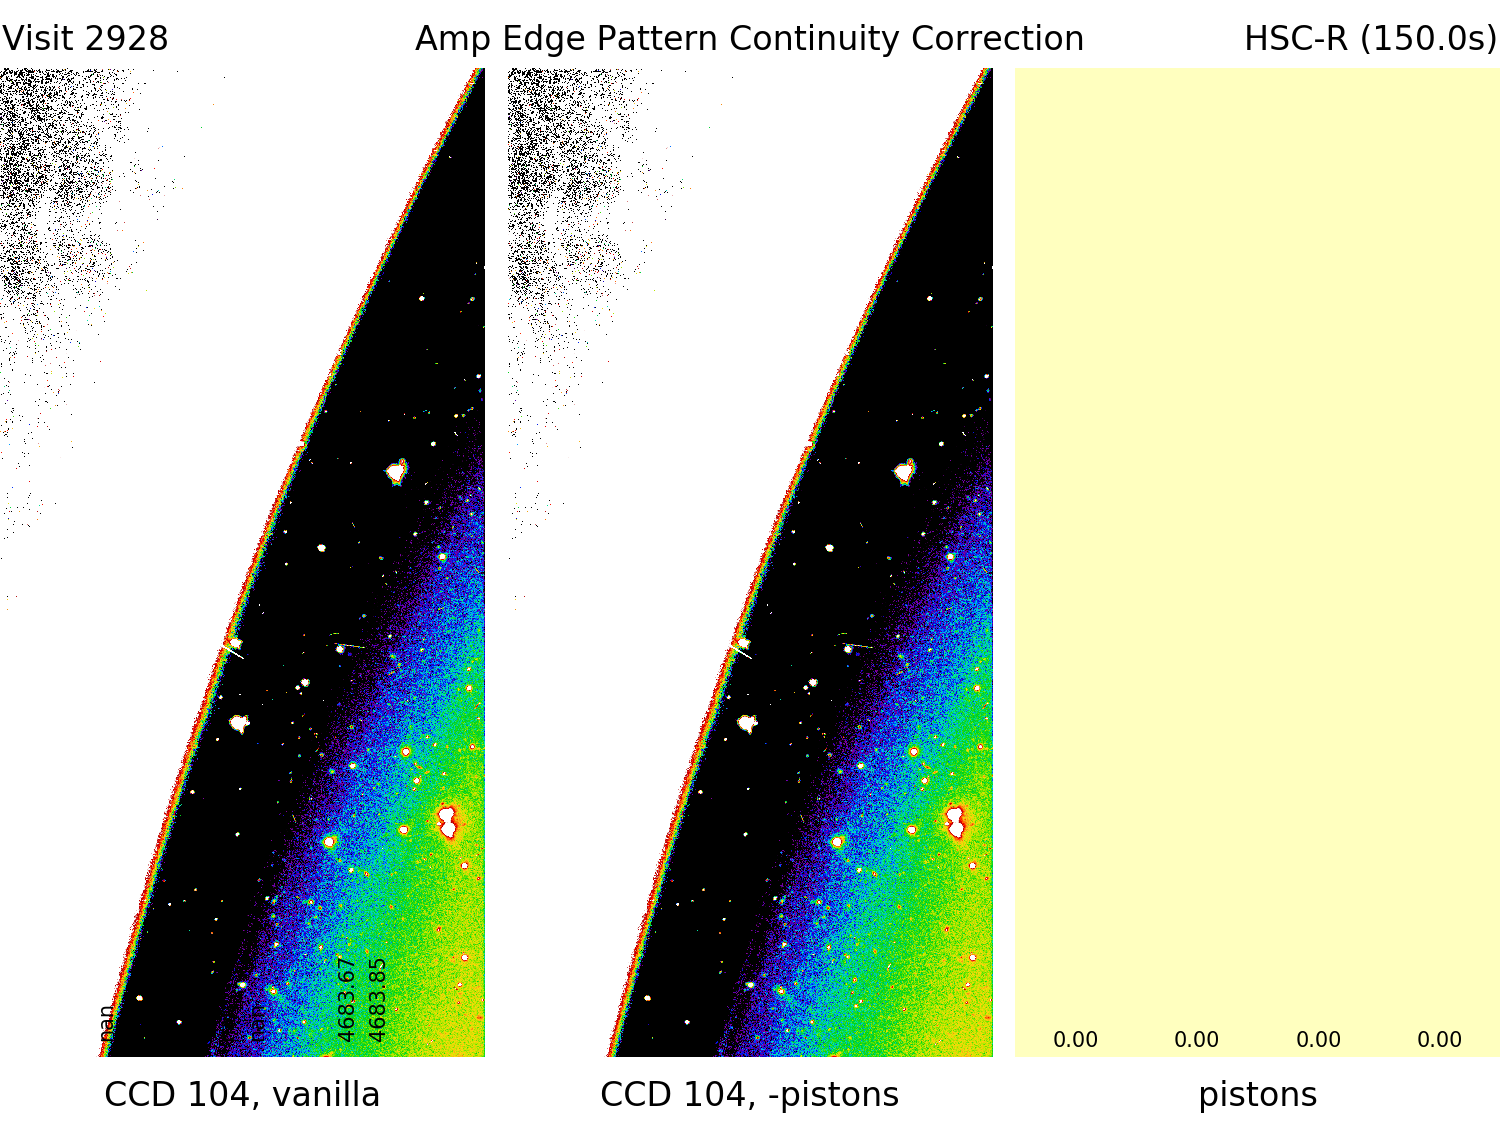 Visit 2928
Amp Edge Pattern Continuity Correction
HSC-R (150.0s)
nan
nan
4683.67
4683.85
0.00
0.00
0.00
0.00
CCD 104, vanilla
CCD 104, -pistons
pistons